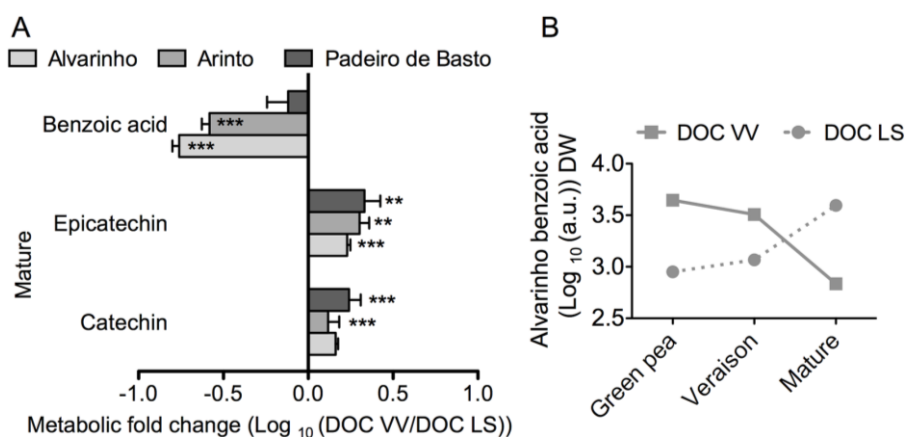 A
Alvarinho Arinto Padeiro de Basto
Mature
Benzoic acid
***
***
Epicatechin
**
**
***
Catechin
***
***
-1.0 -0.5 0.0 0.5 1.0
Metabolic fold change (Log 10 (DOC VV/DOC LS))
B
DOC VV DOC LS
Alvarinho benzoic acid
(Log 10 (a.u.)) DW
4.0
3.5
3.0
2.5
Green pea
Veraison
Mature